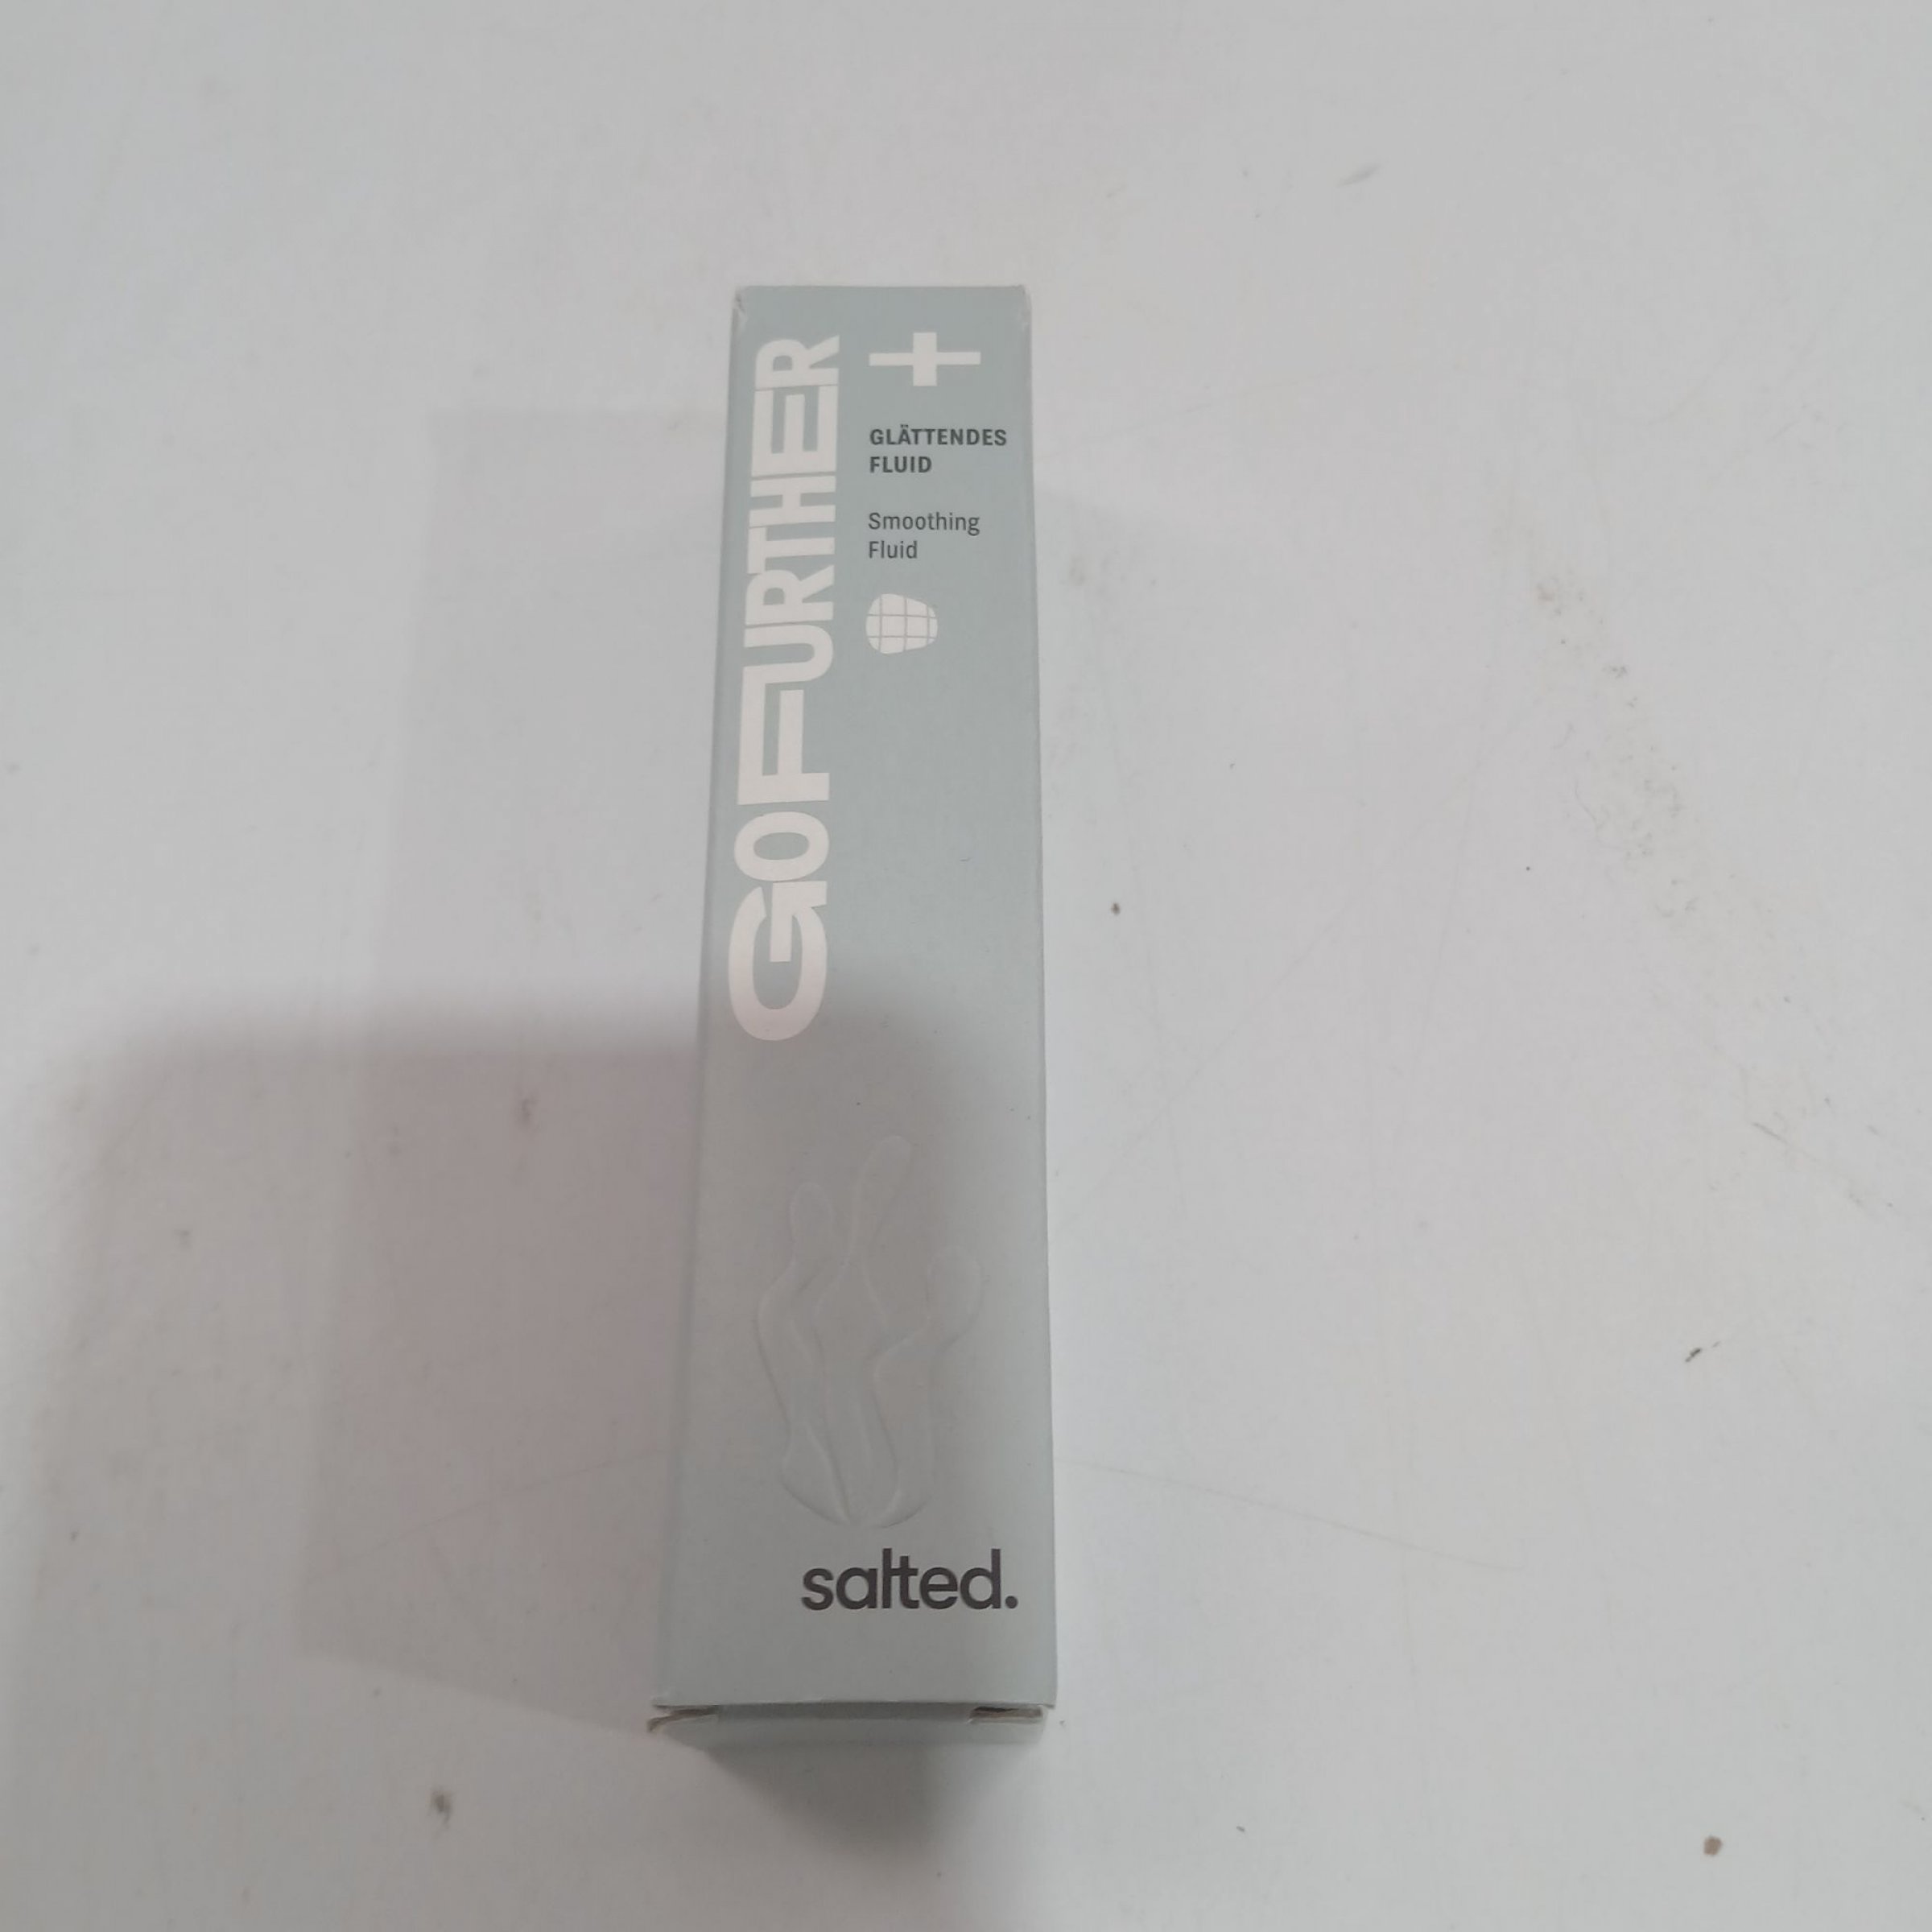 GOFURTHER
+
GLÄTTENDES
FLUID
Smoothing
Fluid
salted.